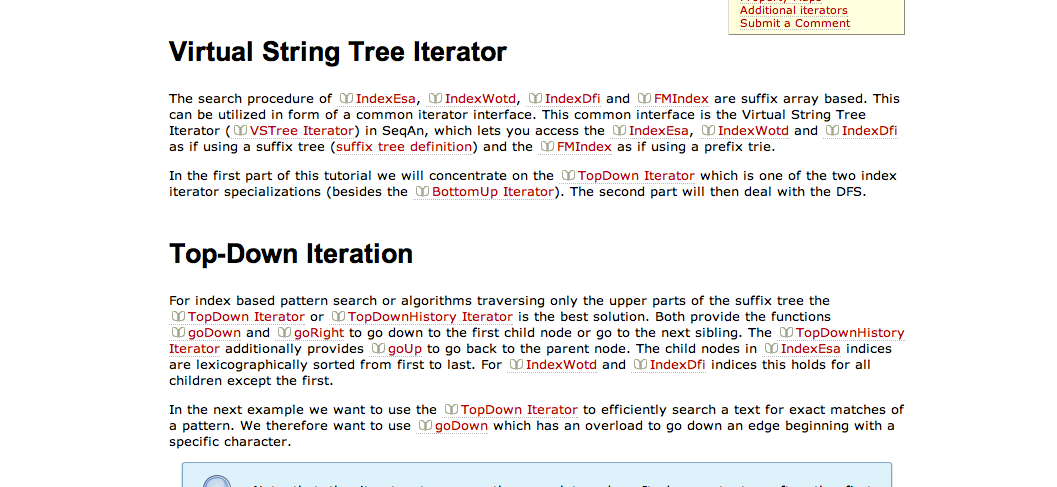 Additional iterators
Submit a Comment
Virtual String Tree Iterator
The search procedure of IndexEsa, IndexWotd, IndexDfi and FMIndex are suffix array based. This
can be utilized in form of a common iterator interface. This common interface is the Virtual String Tree
Iterator (VSTree Iterator) in SeqAn, which lets you access the IndexEsa, IndexWotd and IndexDfi
as if using a suffix tree (suffix tree definition) and the FMIndex as if using a prefix trie.
In the first part of this tutorial we will concentrate on the TopDown Iterator which is one of the two index
iterator specializations (besides the BottomUp Iterator). The second part will then deal with the DFS.
Top-Down Iteration
For index based pattern search or algorithms traversing only the upper parts of the suffix tree the
TopDown Iterator or TopDownHistory Iterator is the best solution. Both provide the functions
goDown and goRight to go down to the first child node or go to the next sibling. The TopDownHistory
Iterator additionally provides goUp to go back to the parent node. The child nodes in IndexEsa indices
are lexicographically sorted from first to last. For IndexWotd and IndexDfi indices this holds for all
children except the first.
In the next example we want to use the TopDown Iterator to efficiently search a text for exact matches of
a pattern. We therefore want to use goDown which has an overload to go down an edge beginning with a
specific character.